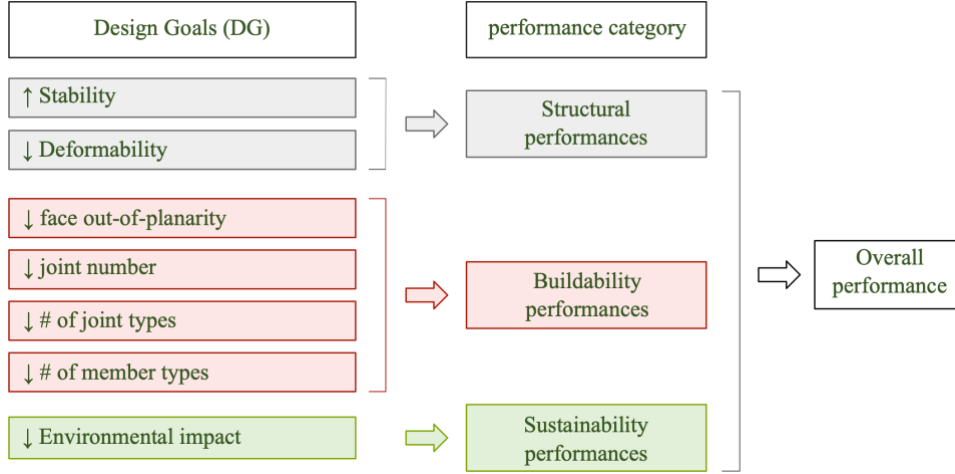 Design Goals (DG)
performance category
↑ Stability
↓ Deformability
Structural
performances
↓ face out-of-planarity
↓ joint number
↓ # of joint types
↓ # of member types
Buildability
performances
Overall
performance
↓ Environmental impact
Sustainability
performances